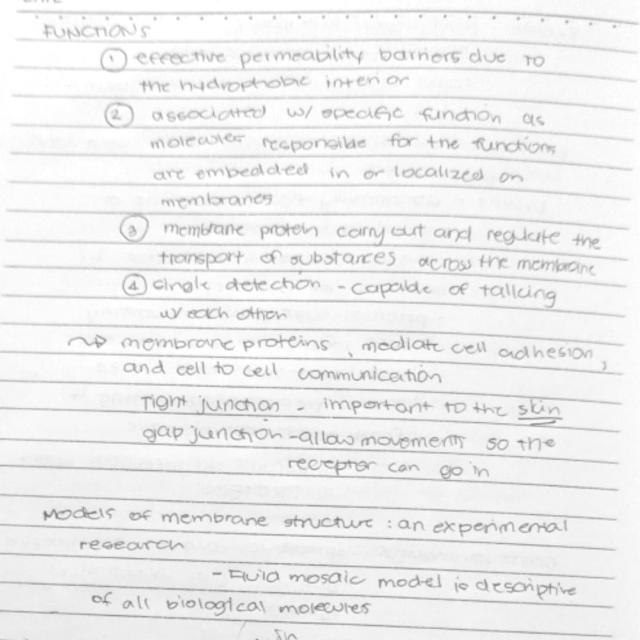 FUNCTIONS
① effective permeability barriers due to
the hydrophobic interior
② associated w/ specific function as
molecules responsible for the functions
are embedded in or localized on
membranes
③ membrane protein carry out and regulate the
transport of substances across the membrane
④ single detection - capable of talking
w/ each other
~> membrane proteins, mediate cell adhesion,
and cell to cell communication
Tight junction - important to the skin
gap junction - allow movements so the
receptor can go in
Models of membrane structure : an experimental
research
- Fluid mosaic model is descriptive
of all biological molecules
in